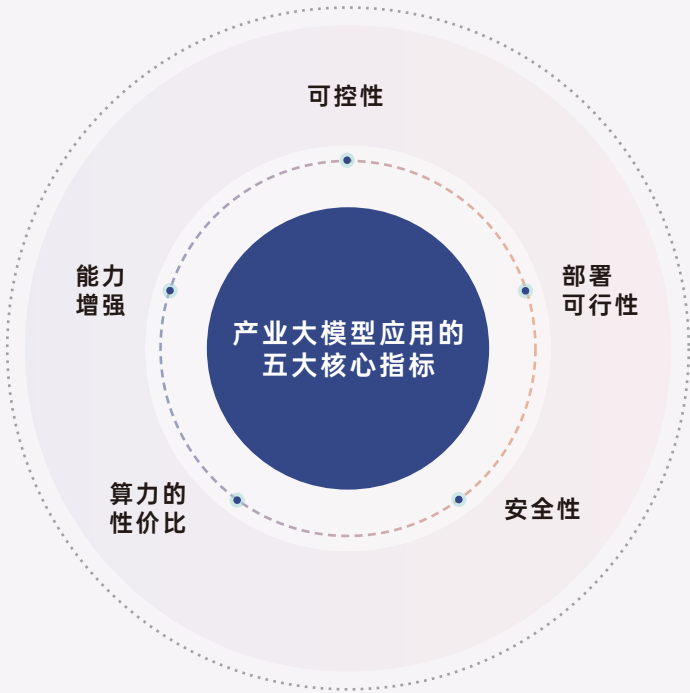 可控性
能力
增强
部署
可行性
产业大模型应用的
五大核心指标
算力的
性价比
安全性